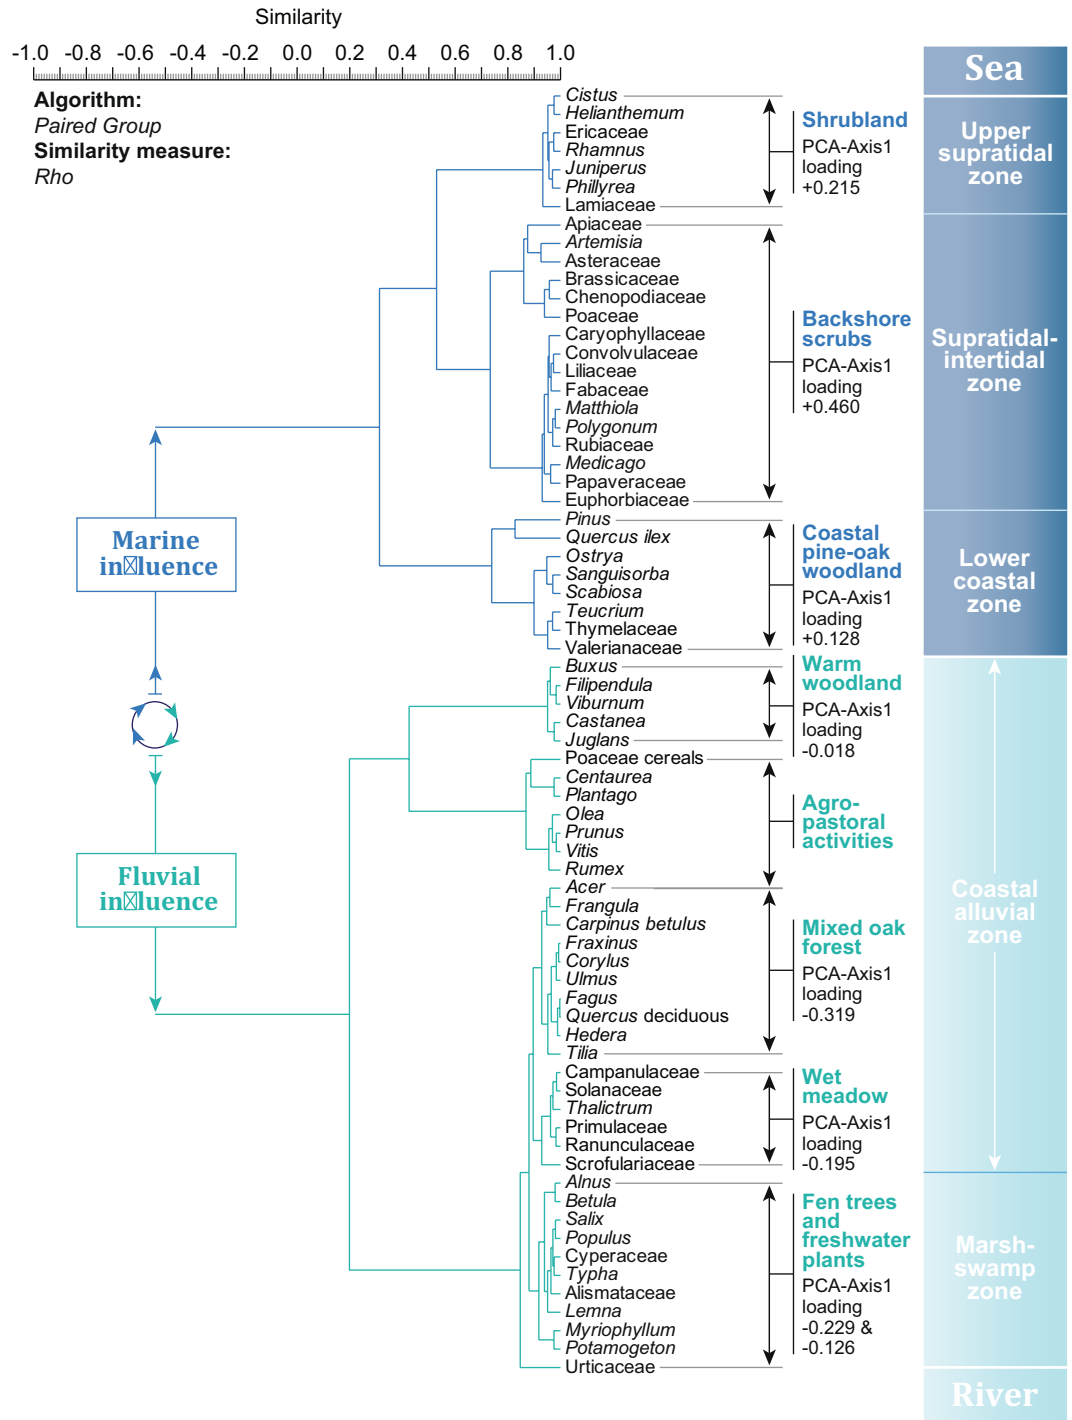 Similarity
-1.0 -0.8 -0.6 -0.4 -0.2 0.0 0.2 0.4 0.6 0.8 1.0
Algorithm:
Paired Group
Similarity measure:
Rho
Cistus
Helianthemum
Ericaceae
Rhamnus
Juniperus
Phillyrea
Lamiaceae
Apiaceae
Artemisia
Asteraceae
Brassicaceae
Chenopodiaceae
Poaceae
Caryophyllaceae
Convolvulaceae
Liliaceae
Fabaceae
Matthiola
Polygonum
Rubiaceae
Medicago
Papaveraceae
Euphorbiaceae
Pinus
Quercus ilex
Ostrya
Sanguisorba
Scabiosa
Teucrium
Thymelaceae
Valerianaceae
Buxus
Filipendula
Viburnum
Castanea
Juglans
Poaceae cereals
Centaurea
Plantago
Olea
Prunus
Vitis
Rumex
Acer
Frangula
Carpinus betulus
Fraxinus
Corylus
Ulmus
Fagus
Quercus deciduous
Hedera
Tilia
Campanulaceae
Solanaceae
Thalictrum
Primulaceae
Ranunculaceae
Scrofulariaceae
Alnus
Betula
Salix
Populus
Cyperaceae
Typha
Alismataceae
Lemna
Myriophyllum
Potamogeton
Urticaceae
Marine
in☒luence
Fluvial
in☒luence
Shrubland
PCA-Axis1
loading
+0.215
Backshore
scrubs
PCA-Axis1
loading
+0.460
Coastal
pine-oak
woodland
PCA-Axis1
loading
+0.128
Warm
woodland
PCA-Axis1
loading
-0.018
Agro-
pastoral
activities
Mixed oak
forest
PCA-Axis1
loading
-0.319
Wet
meadow
PCA-Axis1
loading
-0.195
Fen trees
and
freshwater
plants
PCA-Axis1
loading
-0.229 &
-0.126
Sea
Upper
supratidal
zone
Supratidal-
intertidal
zone
Lower
coastal
zone
Coastal
alluvial
zone
Marsh-
swamp
zone
River